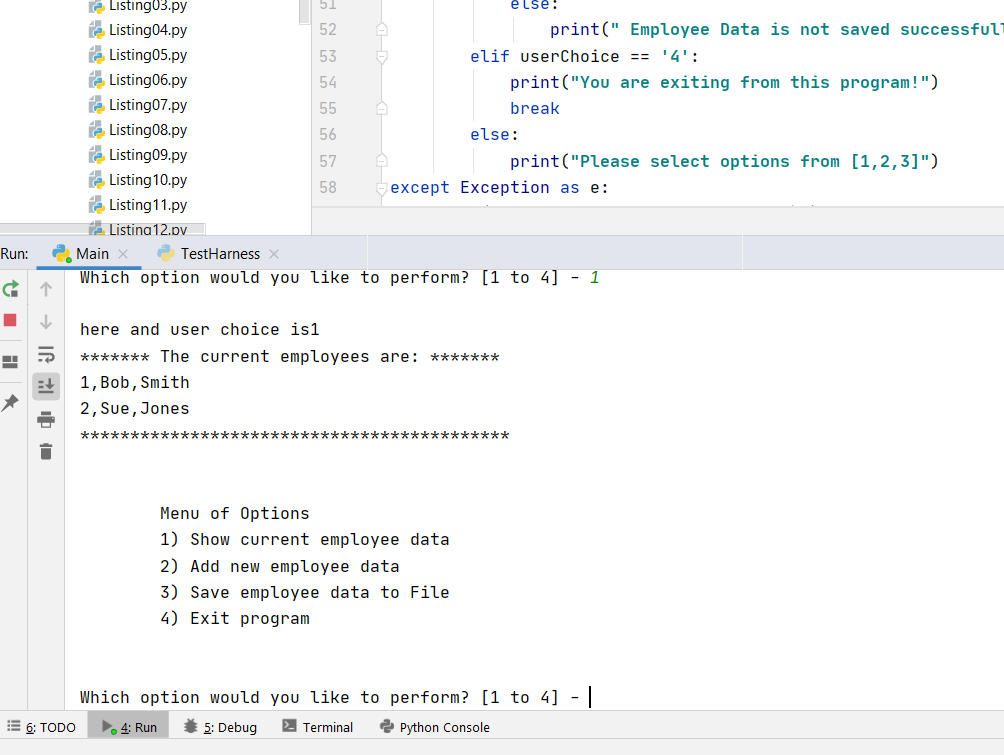 Listing03.py
Listing04.py
Listing05.py
Listing06.py
Listing07.py
Listing08.py
Listing09.py
Listing10.py
Listing11.py
Listing12.py
51 else:
52 print(" Employee Data is not saved successfull
53 elif userChoice == '4':
54 print("You are exiting from this program!")
55 break
56 else:
57 print("Please select options from [1,2,3]")
58 except Exception as e:
Run: Main TestHarness
Which option would you like to perform? [1 to 4] - 1
here and user choice is1
******* The current employees are: *******
1,Bob,Smith
2,Sue,Jones
*******************************************
Menu of Options
1) Show current employee data
2) Add new employee data
3) Save employee data to File
4) Exit program
Which option would you like to perform? [1 to 4] -
6: TODO 4: Run 5: Debug Terminal Python Console